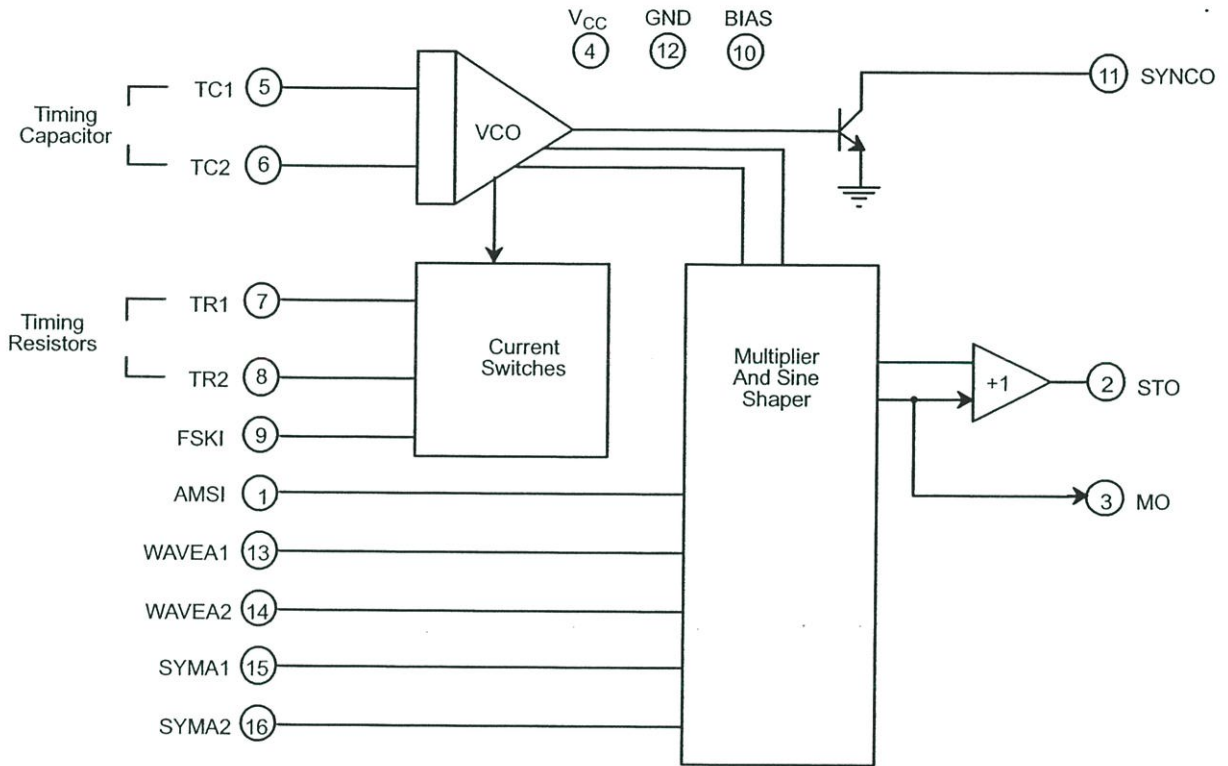 V_CC GND BIAS
4 12 10
TC1 5
11 SYNCO
Timing
Capacitor
VCO
TC2 6
TR1 7
Timing
Resistors
Current
Switches
Multiplier
And Sine
Shaper
TR2 8
+1
2 STO
FSKI 9
AMSI 1
3 MO
WAVEA1 13
WAVEA2 14
SYMA1 15
SYMA2 16